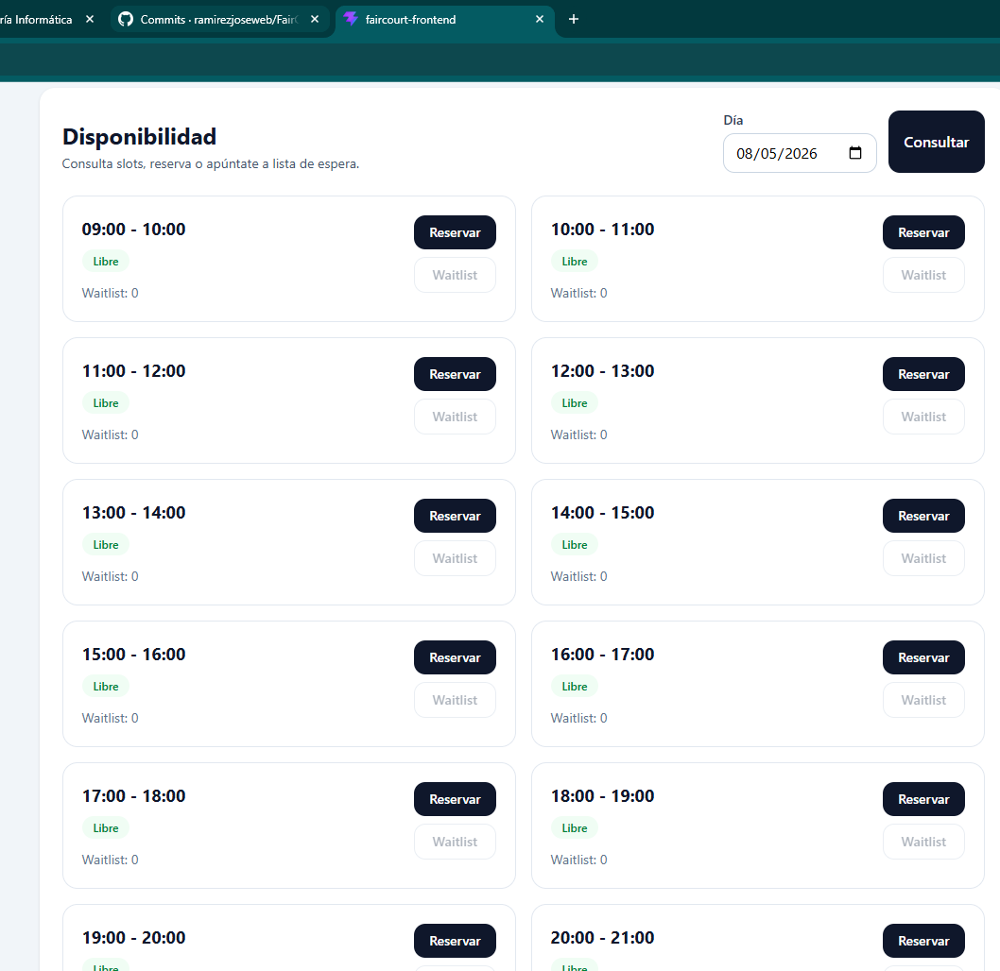 ría Informática
Commits · ramirezjoseweb/Fair
faircourt-frontend
Disponibilidad
Consulta slots, reserva o apúntate a lista de espera.
Día
08/05/2026
Consultar
09:00 - 10:00
Libre
Waitlist: 0
Reservar
Waitlist
10:00 - 11:00
Libre
Waitlist: 0
Reservar
Waitlist
11:00 - 12:00
Libre
Waitlist: 0
Reservar
Waitlist
12:00 - 13:00
Libre
Waitlist: 0
Reservar
Waitlist
13:00 - 14:00
Libre
Waitlist: 0
Reservar
Waitlist
14:00 - 15:00
Libre
Waitlist: 0
Reservar
Waitlist
15:00 - 16:00
Libre
Waitlist: 0
Reservar
Waitlist
16:00 - 17:00
Libre
Waitlist: 0
Reservar
Waitlist
17:00 - 18:00
Libre
Waitlist: 0
Reservar
Waitlist
18:00 - 19:00
Libre
Waitlist: 0
Reservar
Waitlist
19:00 - 20:00
Libre
Reservar
20:00 - 21:00
Libre
Reservar